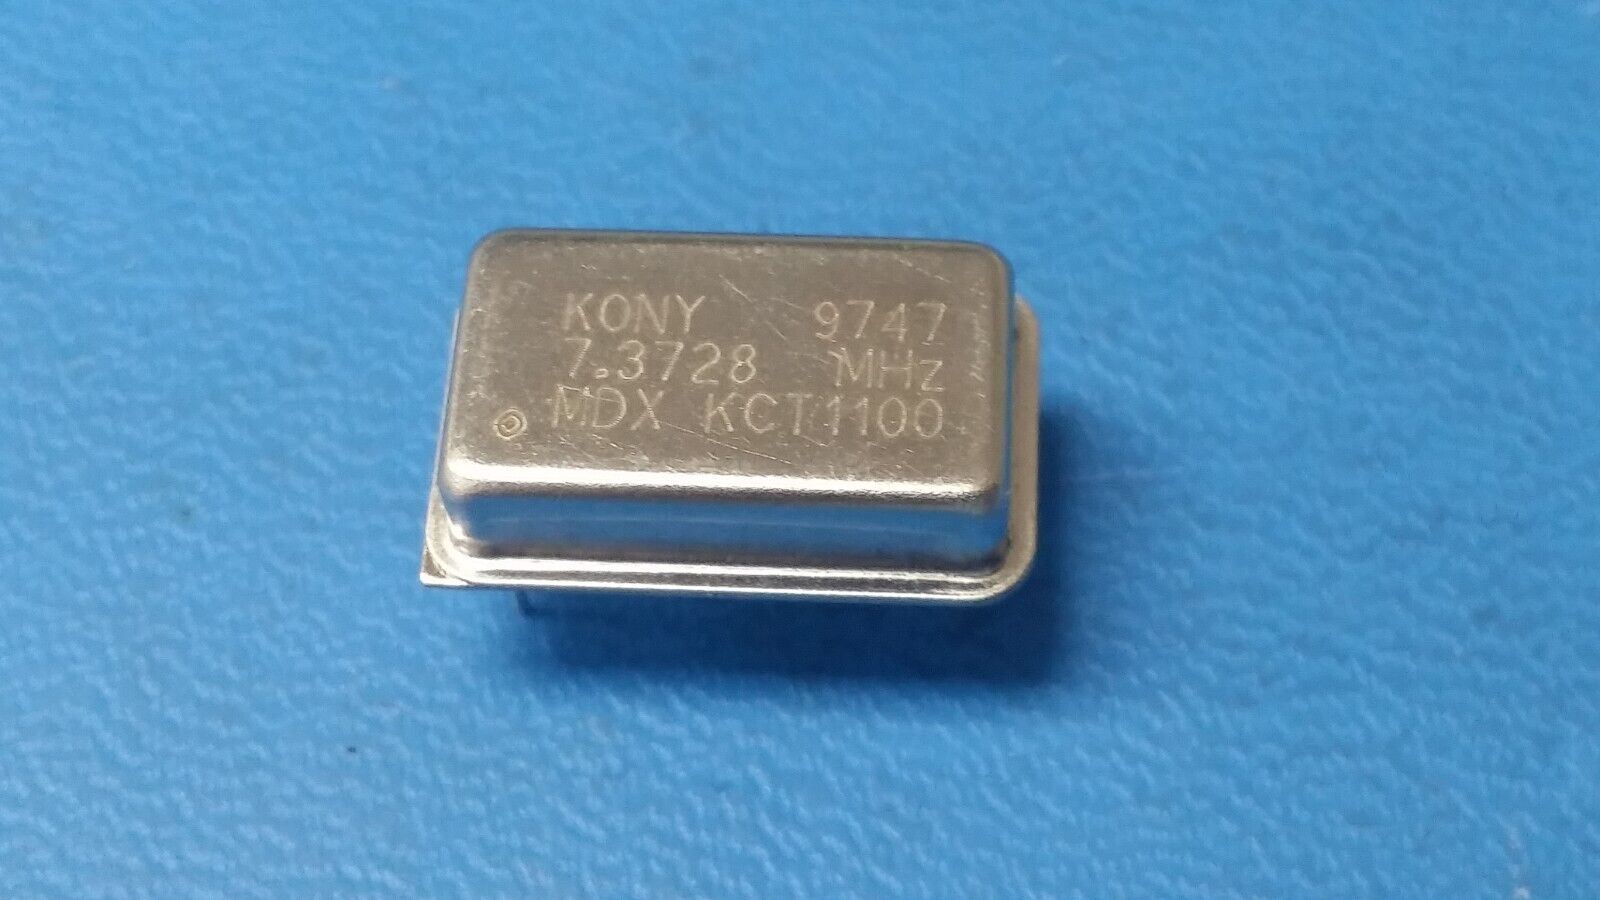 KONY 9747
7.3728 MHz
MDX KCT1100